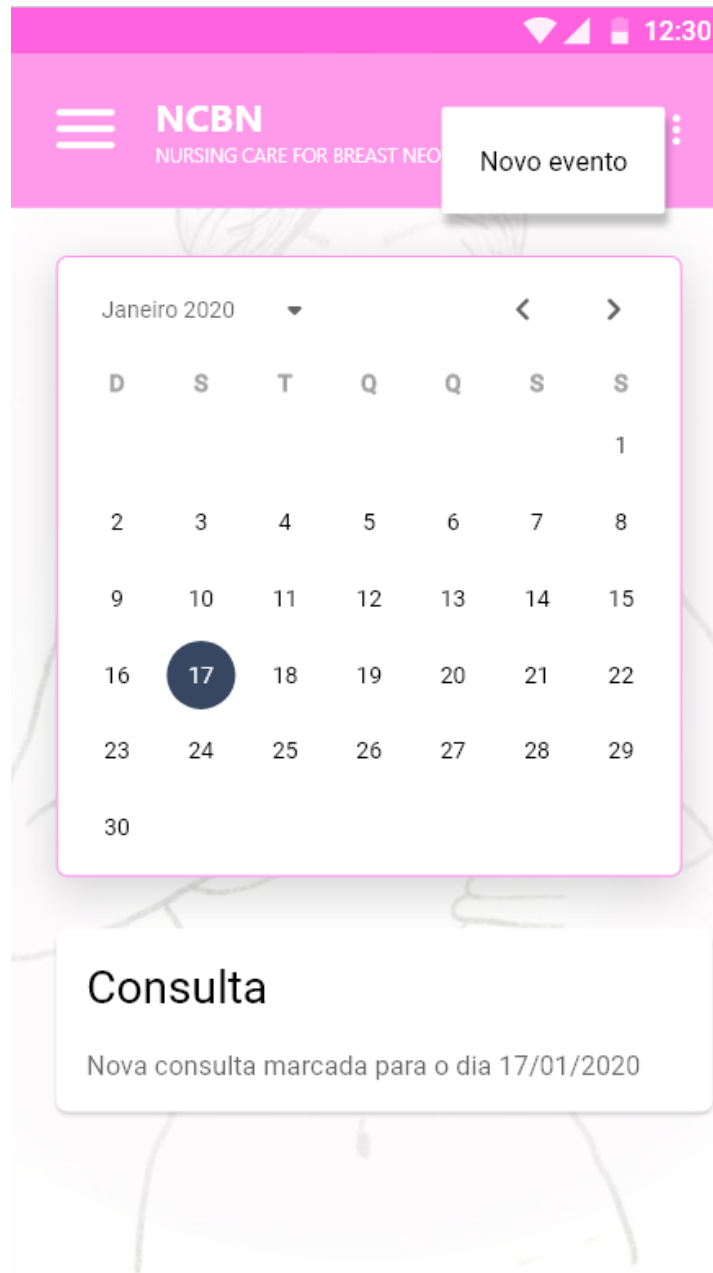 12:30
NCBN
NURSING CARE FOR BREAST NEO
Novo evento
Janeiro 2020
D S T Q Q S S
1
2 3 4 5 6 7 8
9 10 11 12 13 14 15
16 17 18 19 20 21 22
23 24 25 26 27 28 29
30
Consulta
Nova consulta marcada para o dia 17/01/2020